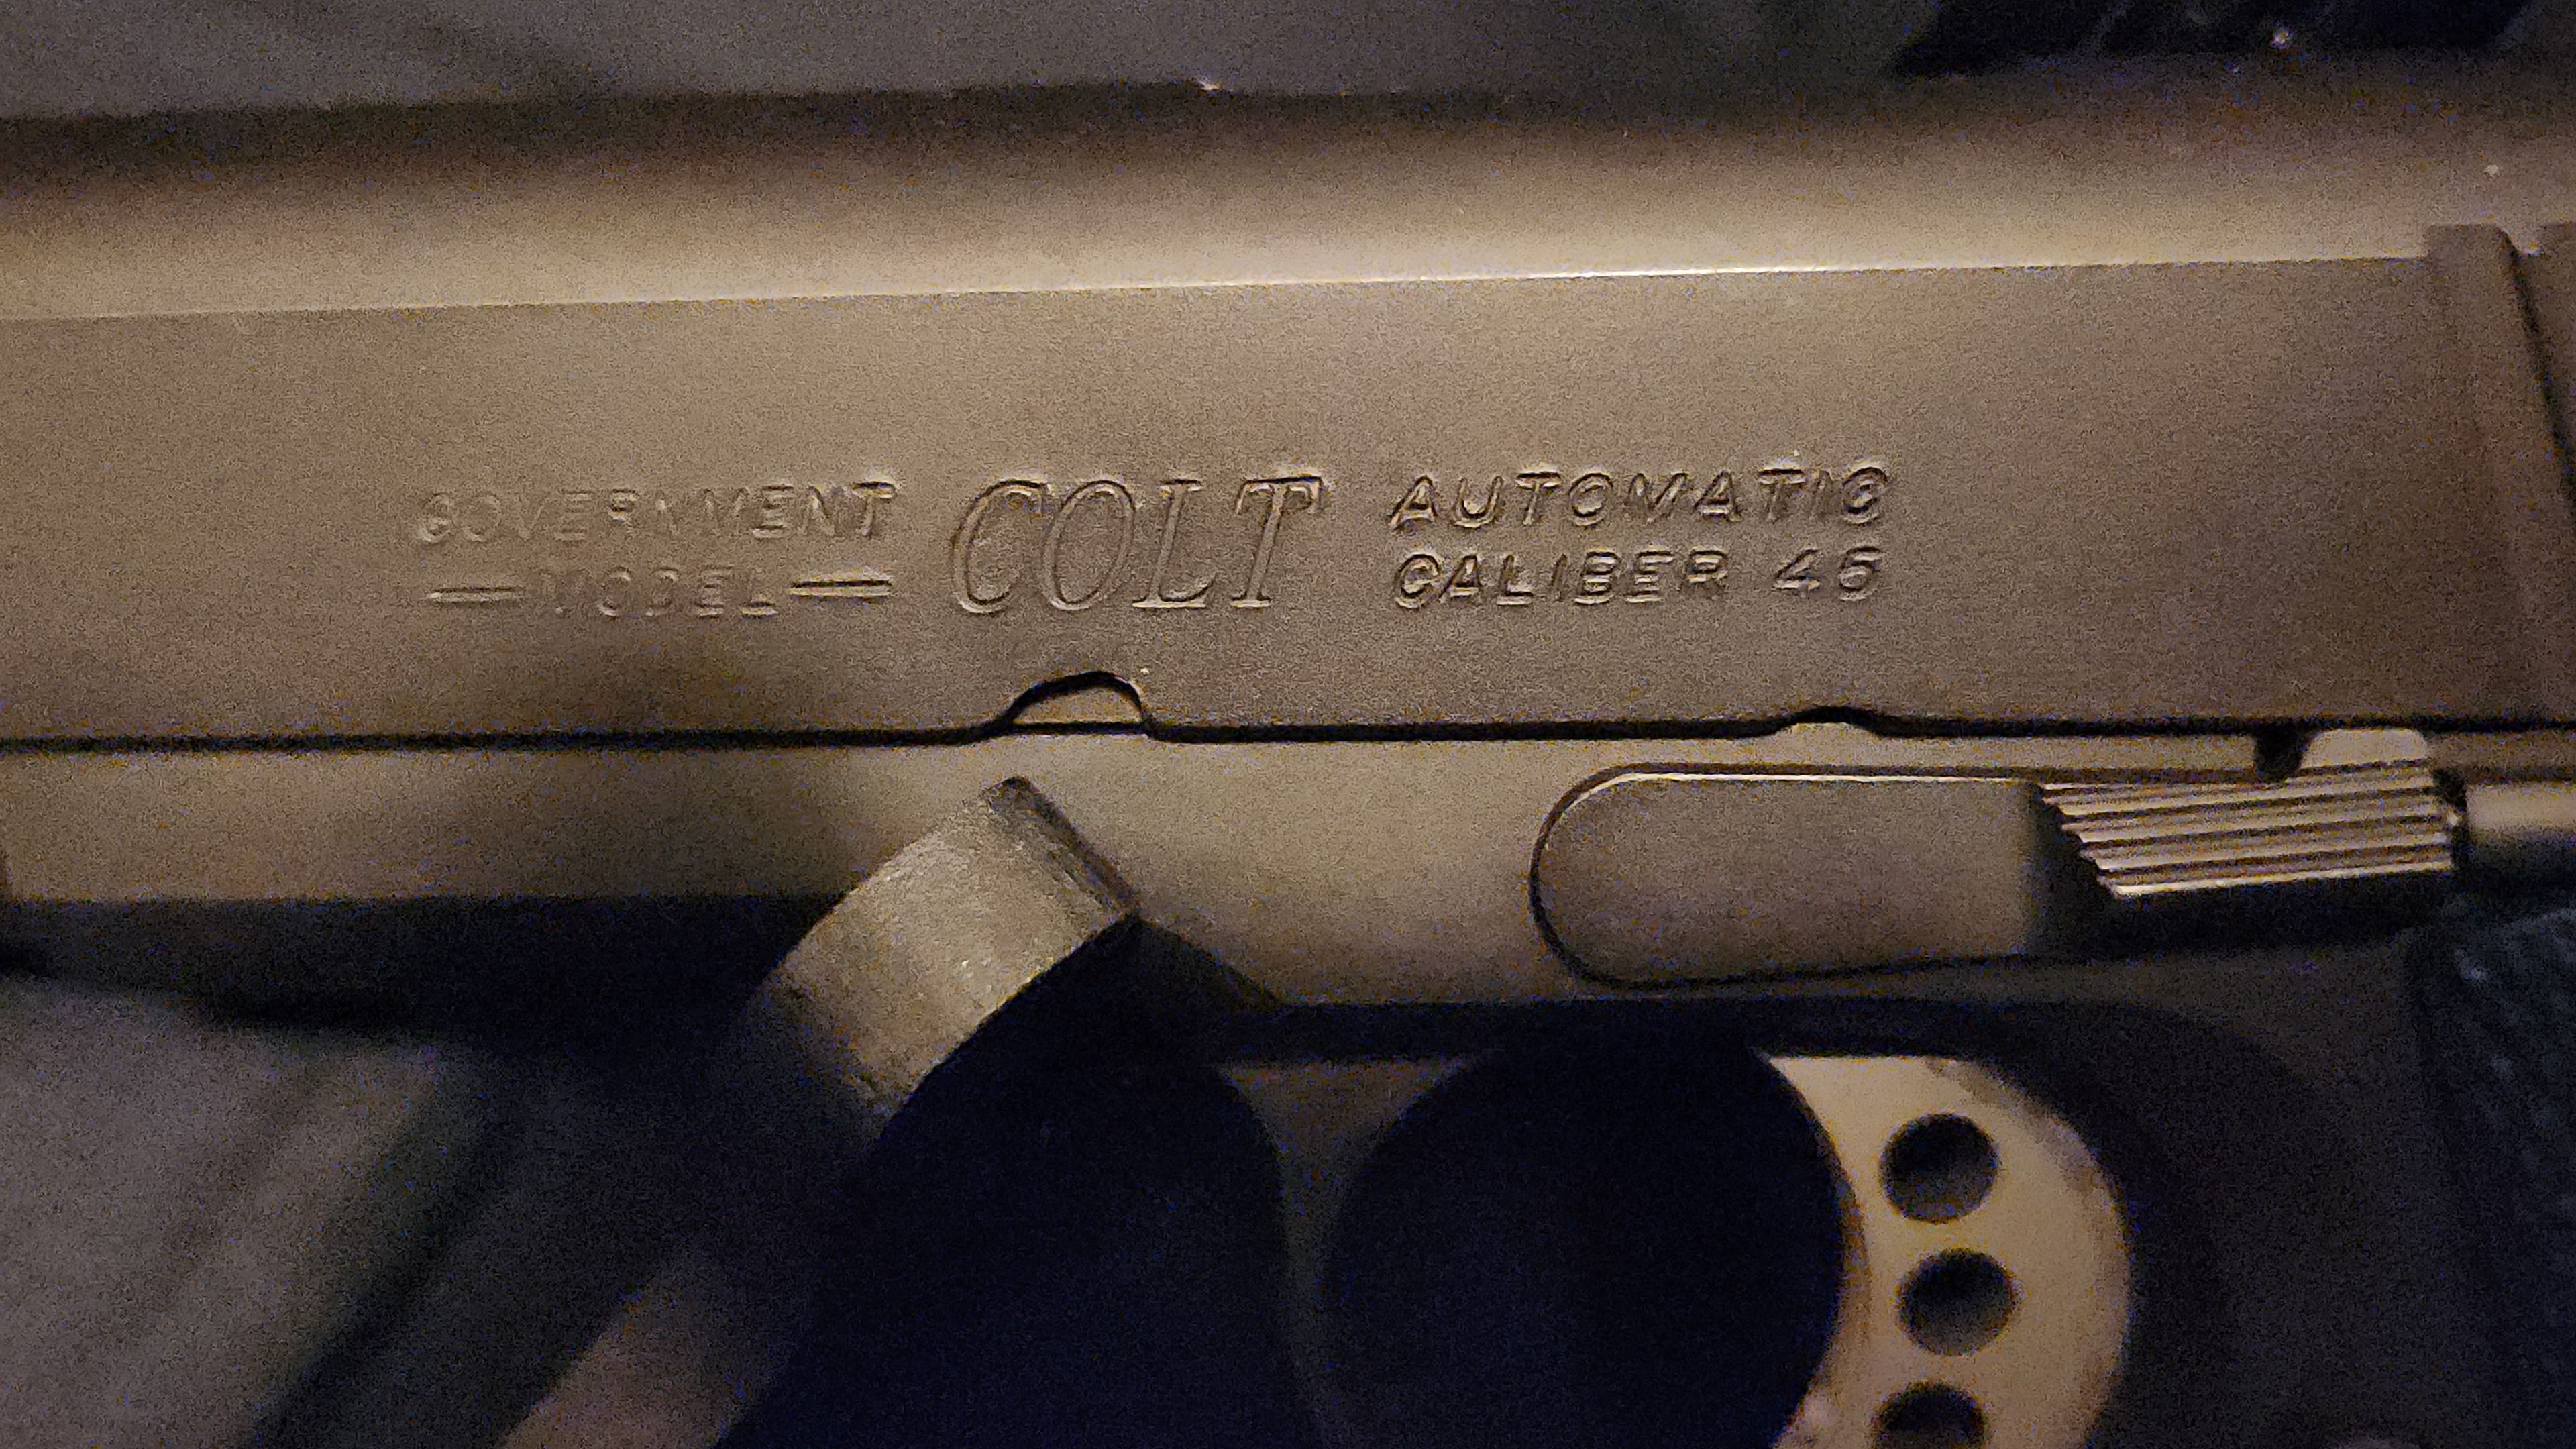 GOVERNMENT
MODEL
COLT
AUTOMATIC
CALIBER 45